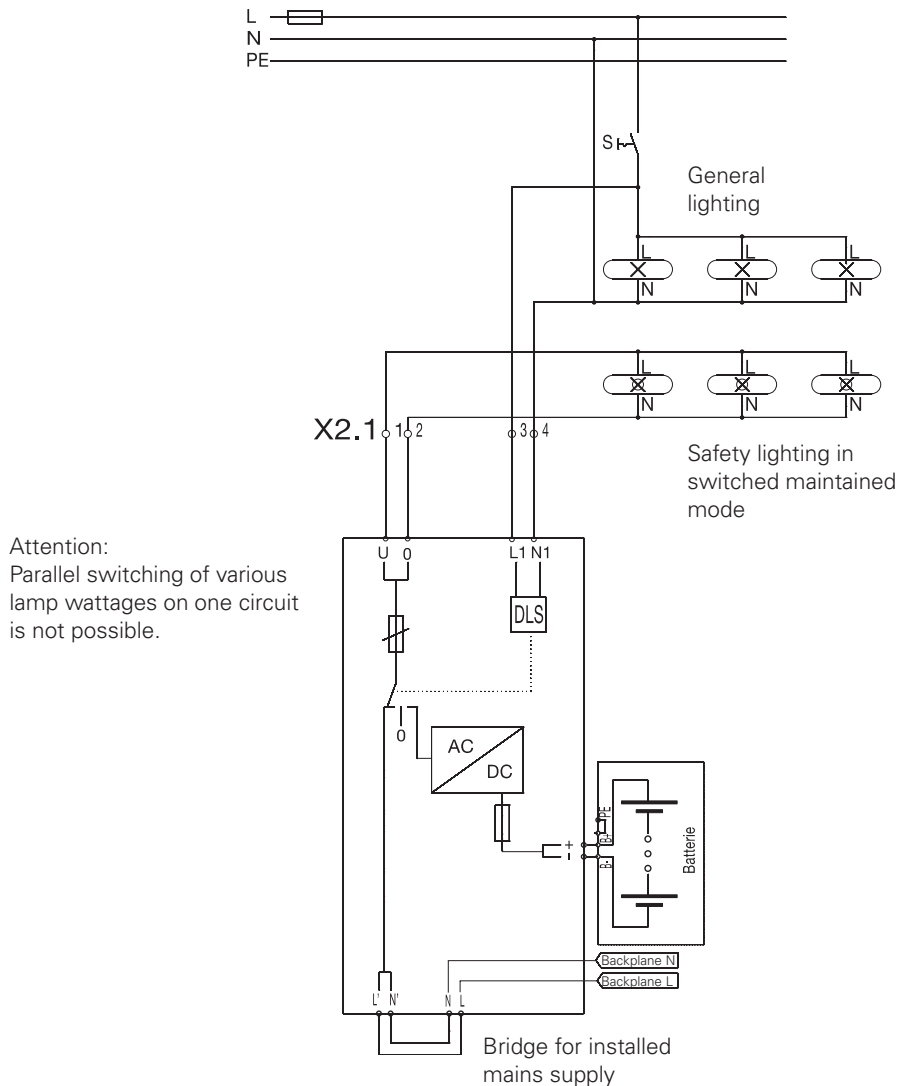 L
N
PE
S
General
lighting
L L L
N N N
L L L
N N N
X2.1 1 2 3 4
Safety lighting in
switched maintained
mode
Attention:
Parallel switching of various
lamp wattages on one circuit
is not possible.
U 0 L1 N1
DLS
0
AC
DC
+
-
PE
B+
B-
Batterie
Backplane N
Backplane L
L' N' N L
Bridge for installed
mains supply